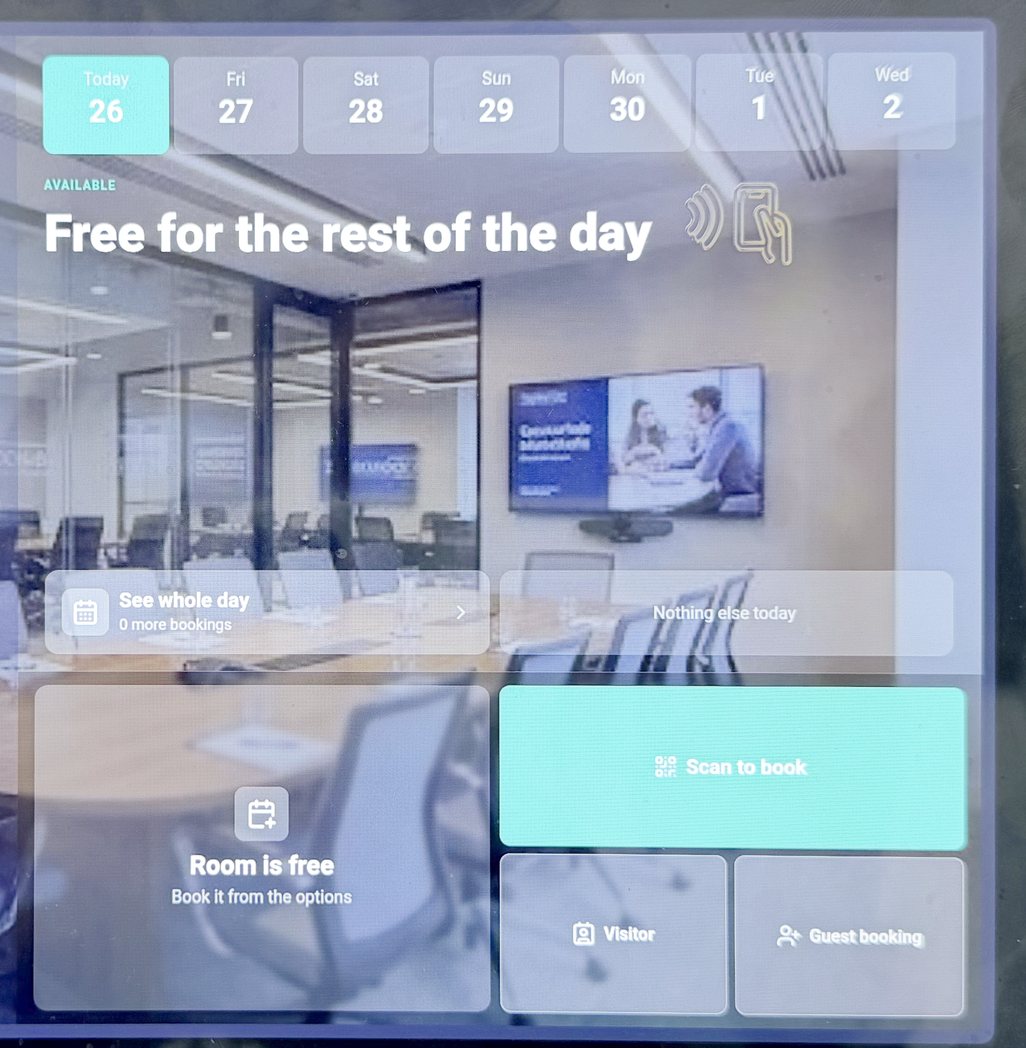 Today Fri Sat Sun Mon Tue Wed
26 27 28 29 30 1 2
AVAILABLE
Free for the rest of the day
See whole day
0 more bookings
Nothing else today
Scan to book
Room is free
Book it from the options
Visitor
Guest booking